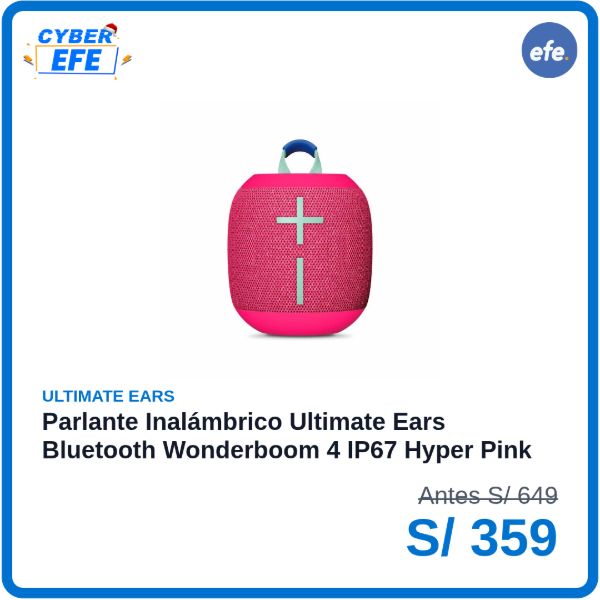 CYBER
EFE
efe.
ULTIMATE EARS
Parlante Inalámbrico Ultimate Ears
Bluetooth Wonderboom 4 IP67 Hyper Pink
Antes S/ 649
S/ 359